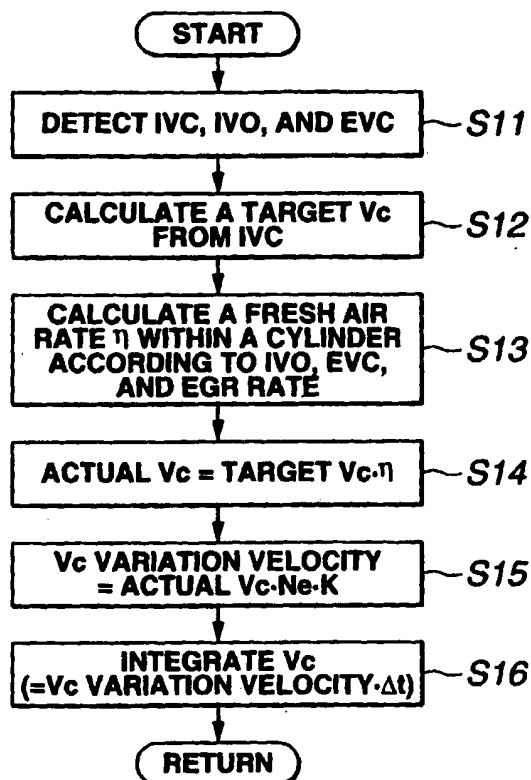 START
DETECT IVC, IVO, AND EVC
S11
CALCULATE A TARGET Vc
FROM IVC
S12
CALCULATE A FRESH AIR
RATE η WITHIN A CYLINDER
ACCORDING TO IVO, EVC,
AND EGR RATE
S13
ACTUAL Vc = TARGET Vc·η
S14
Vc VARIATION VELOCITY
= ACTUAL Vc·Ne·K
S15
INTEGRATE Vc
(=Vc VARIATION VELOCITY·Δt)
S16
RETURN